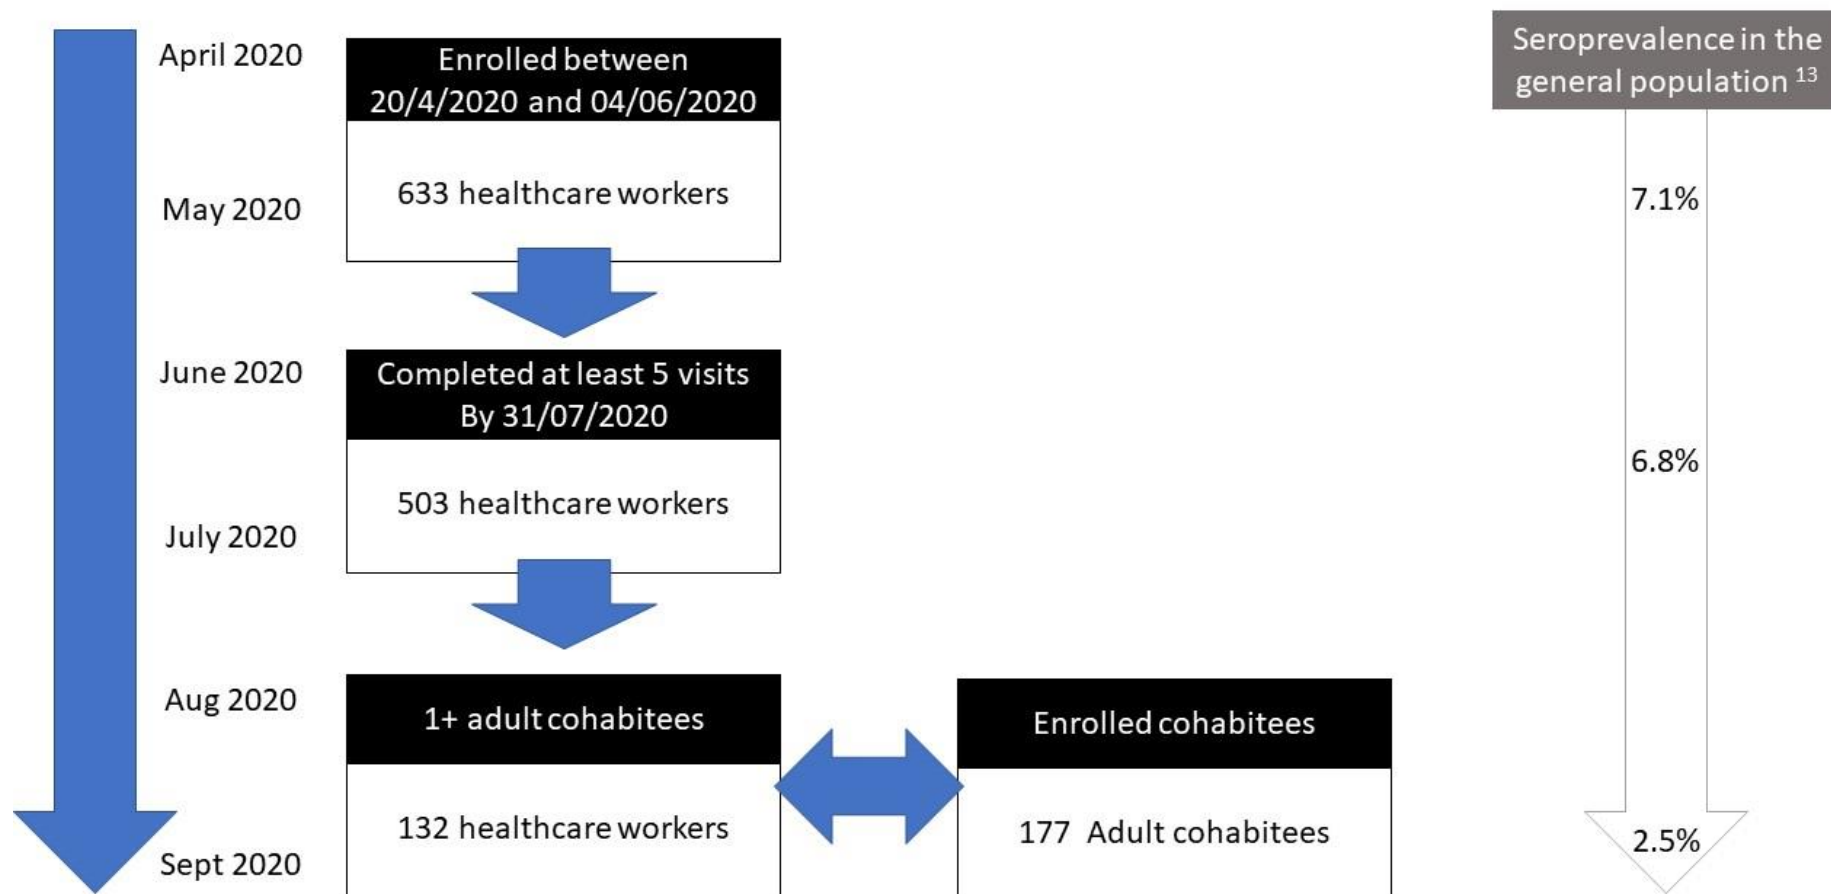 April 2020
May 2020
June 2020
July 2020
Aug 2020
Sept 2020
Enrolled between
20/4/2020 and 04/06/2020
633 healthcare workers
Completed at least 5 visits
By 31/07/2020
503 healthcare workers
1+ adult cohabitees
132 healthcare workers
Enrolled cohabitees
177 Adult cohabitees
Seroprevalence in the
general population 13
7.1%
6.8%
2.5%